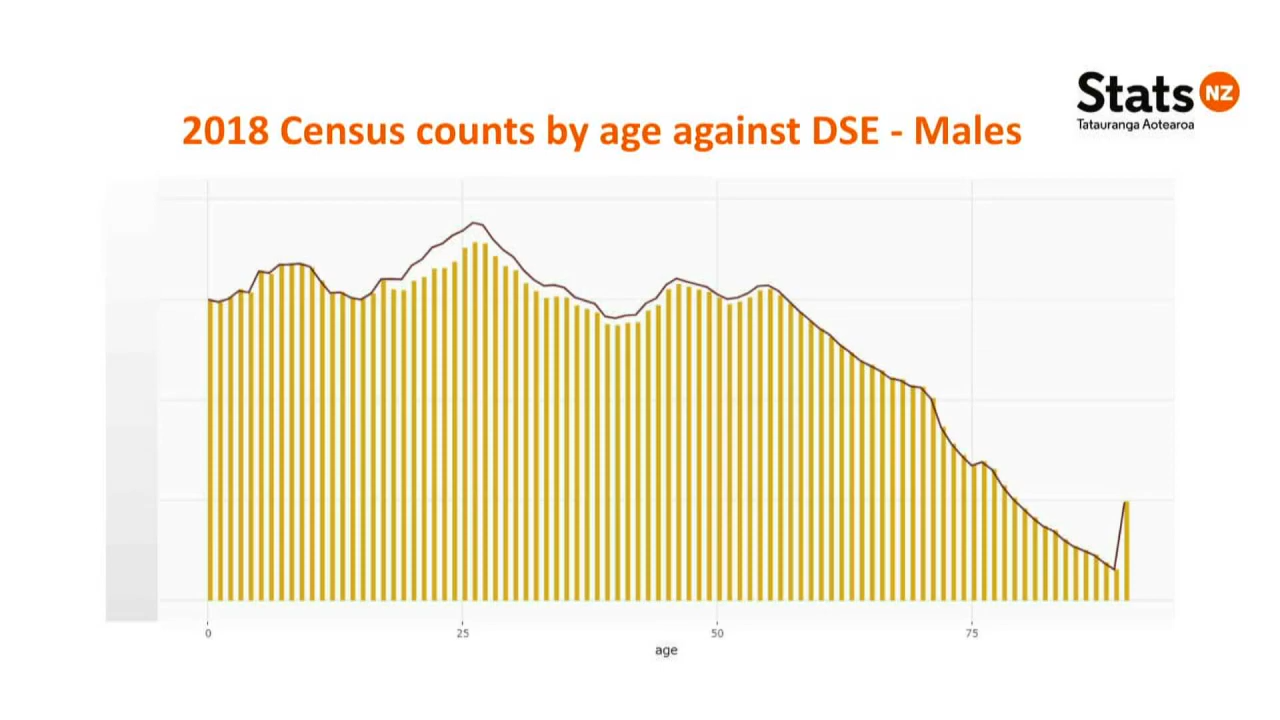 Stats NZ
Tatauranga Aotearoa
2018 Census counts by age against DSE - Males
0 25 50 75
age